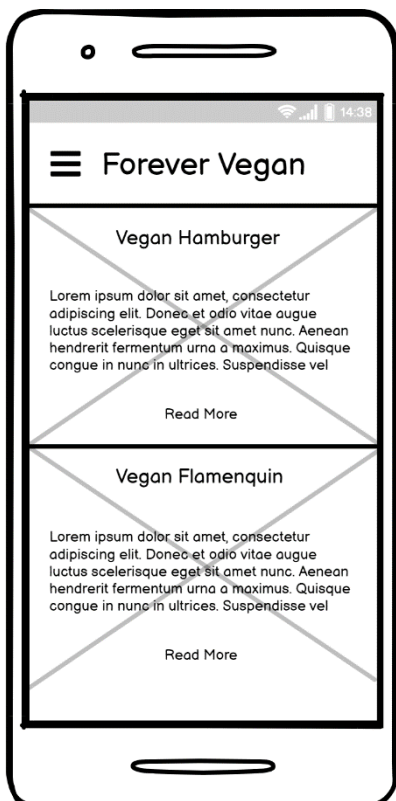 14:38
Forever Vegan
Vegan Hamburger
Lorem ipsum dolor sit amet, consectetur
adipiscing elit. Donec et odio vitae augue
luctus scelerisque eget sit amet nunc. Aenean
hendrerit fermentum urna a maximus. Quisque
congue in nunc in ultrices. Suspendisse vel
Read More
Vegan Flamenquin
Lorem ipsum dolor sit amet, consectetur
adipiscing elit. Donec et odio vitae augue
luctus scelerisque eget sit amet nunc. Aenean
hendrerit fermentum urna a maximus. Quisque
congue in nunc in ultrices. Suspendisse vel
Read More